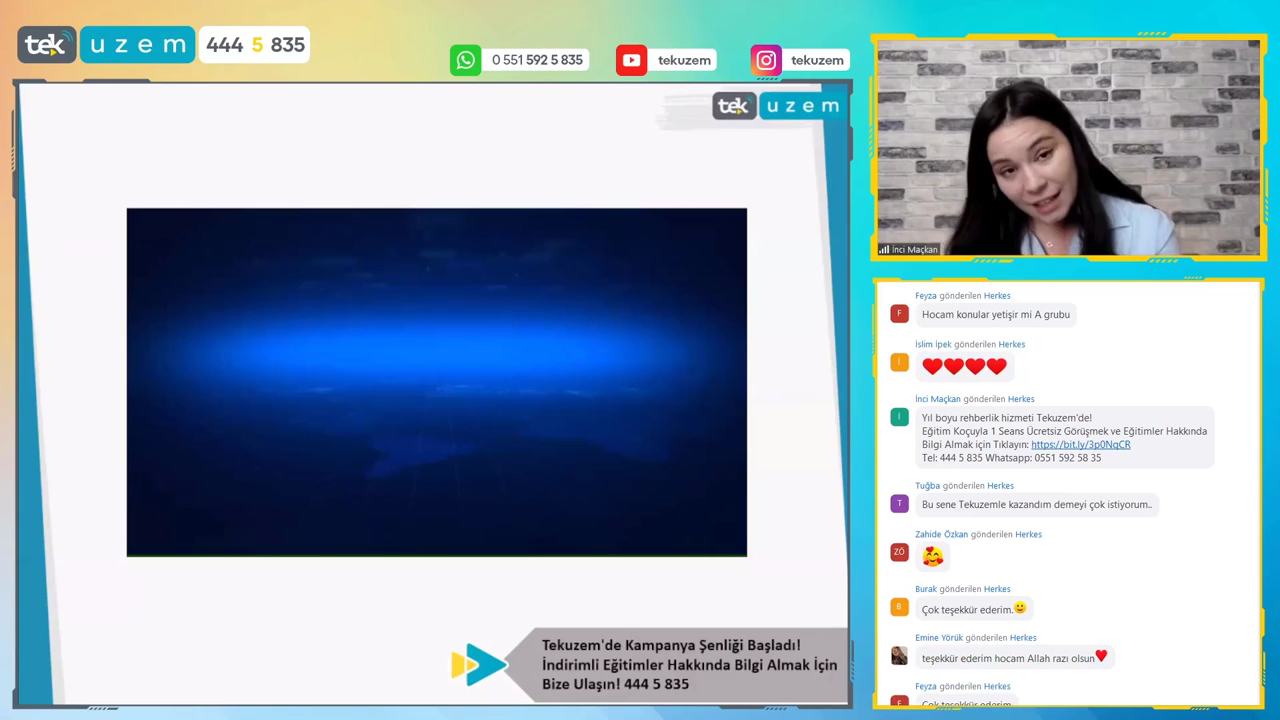 tek uzem 444 5 835
0 551 592 5 835
tekuzem
tekuzem
tek uzem
Tekuzem'de Kampanya Şenliği Başladı!
İndirimli Eğitimler Hakkında Bilgi Almak İçin
Bize Ulaşın! 444 5 835
İnci Maçkan
Feyza gönderilen Herkes
F
Hocam konular yetişir mi A grubu
İslim İpek gönderilen Herkes
İ
İnci Maçkan gönderilen Herkes
İ
Yıl boyu rehberlik hizmeti Tekuzem'de!
Eğitim Koçuyla 1 Seans Ücretsiz Görüşmek ve Eğitimler Hakkında
Bilgi Almak için Tıklayın: https://bit.ly/3p0NqCR
Tel: 444 5 835 Whatsapp: 0551 592 58 35
Tuğba gönderilen Herkes
T
Bu sene Tekuzemle kazandım demeyi çok istiyorum..
Zahide Özkan gönderilen Herkes
ZÖ
Burak gönderilen Herkes
B
Çok teşekkür ederim.
Emine Yörük gönderilen Herkes
teşekkür ederim hocam Allah razı olsun
Feyza gönderilen Herkes
Çok teşekkür ederim